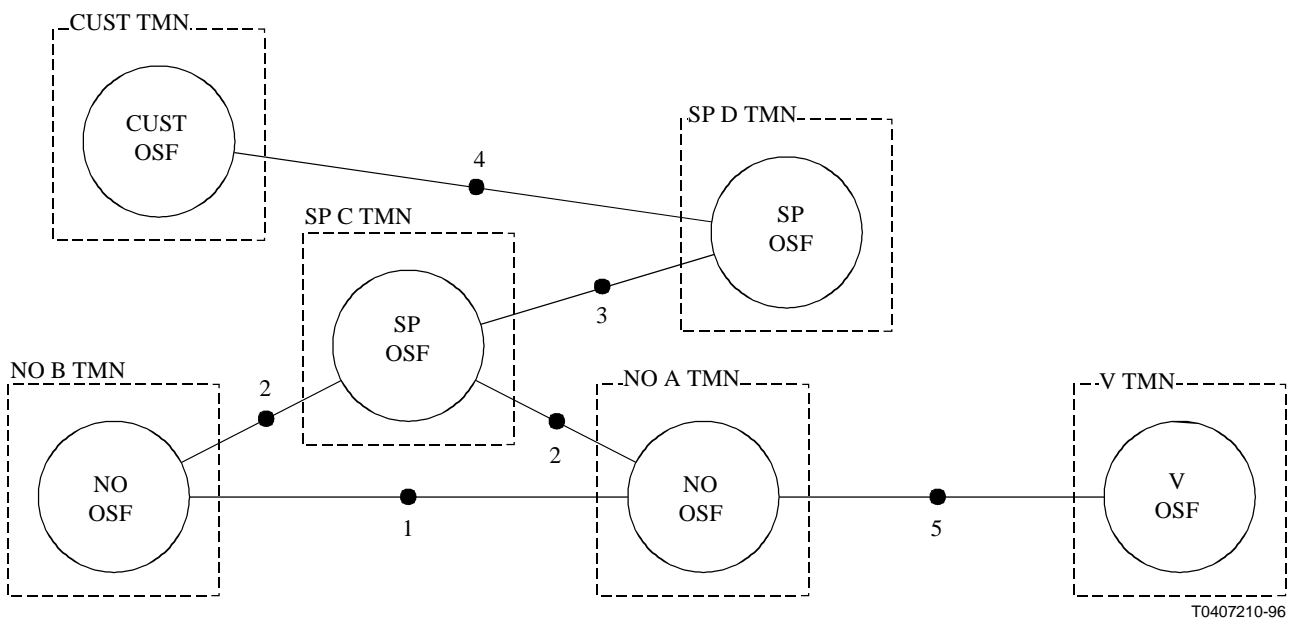 CUST TMN
CUST
OSF
SP D TMN
4
SP
OSF
SP C TMN
3
SP
OSF
NO B TMN
2
NO A TMN
V TMN
2
NO
OSF
1
NO
OSF
5
V
OSF
T0407210-96